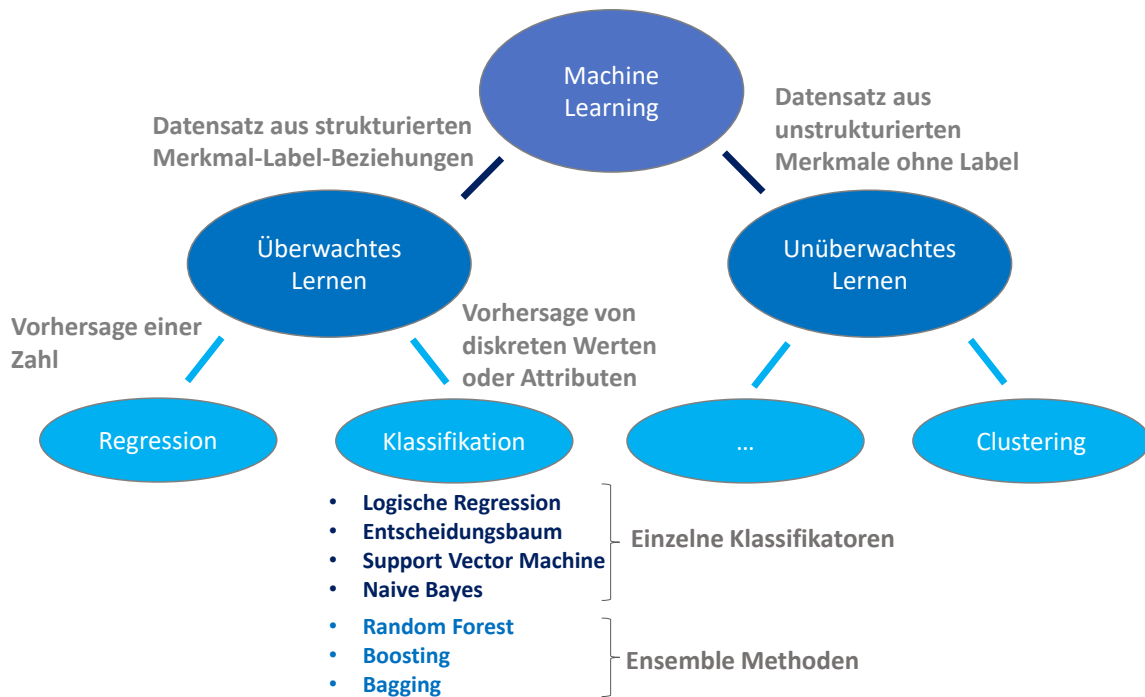 Machine
Learning
Datensatz aus strukturierten
Merkmal-Label-Beziehungen
Datensatz aus
unstrukturierten
Merkmale ohne Label
Überwachtes
Lernen
Unüberwachtes
Lernen
Vorhersage einer
Zahl
Vorhersage von
diskreten Werten
oder Attributen
Regression
Klassifikation
...
Clustering
• Logische Regression
• Entscheidungsbaum
• Support Vector Machine
• Naive Bayes
Einzelne Klassifikatoren
• Random Forest
• Boosting
• Bagging
Ensemble Methoden